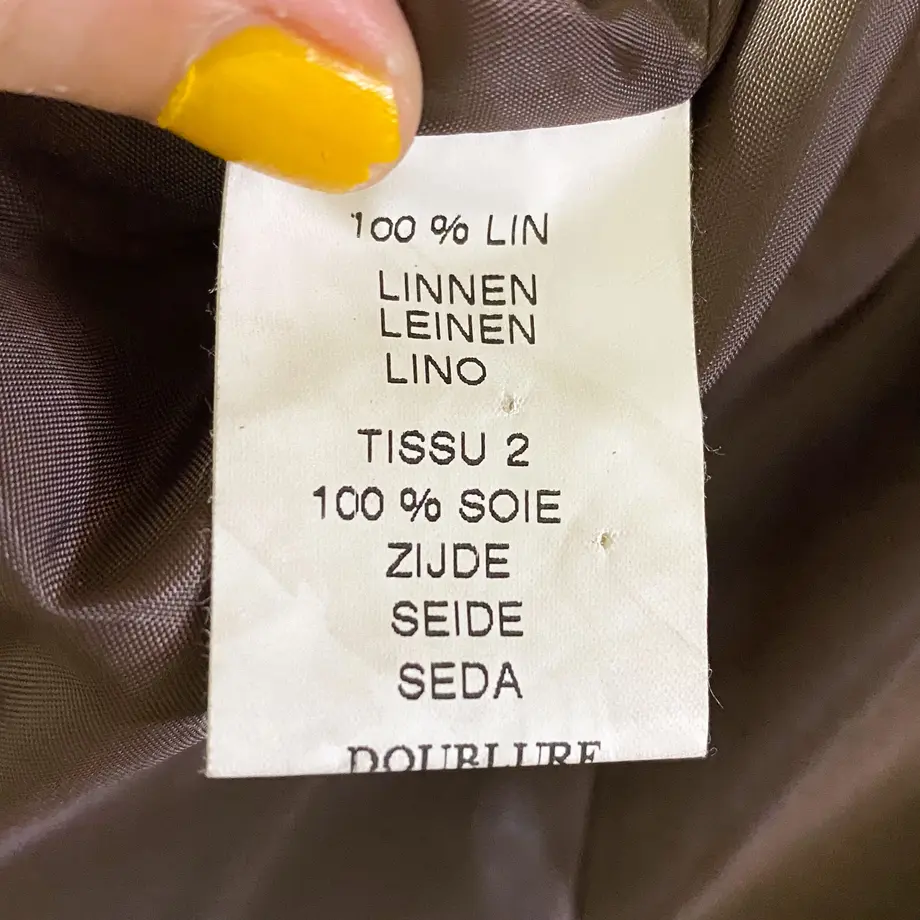 100 % LIN
LINNEN
LEINEN
LINO
TISSU 2
100 % SOIE
ZIJDE
SEIDE
SEDA
DOUBLURE